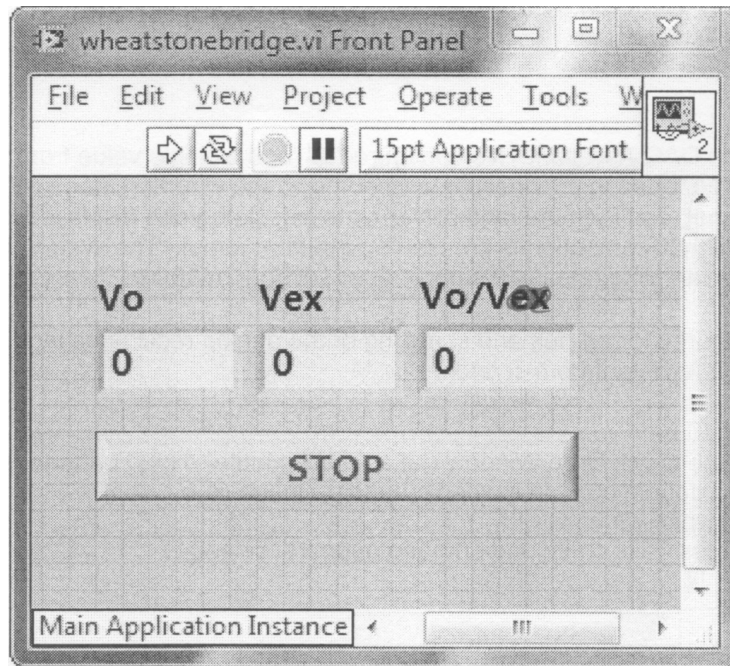 wheatstonebridge.vi Front Panel
File Edit View Project Operate Tools W
15pt Application Font
2
Vo Vex Vo/Vex
0 0 0
STOP
Main Application Instance